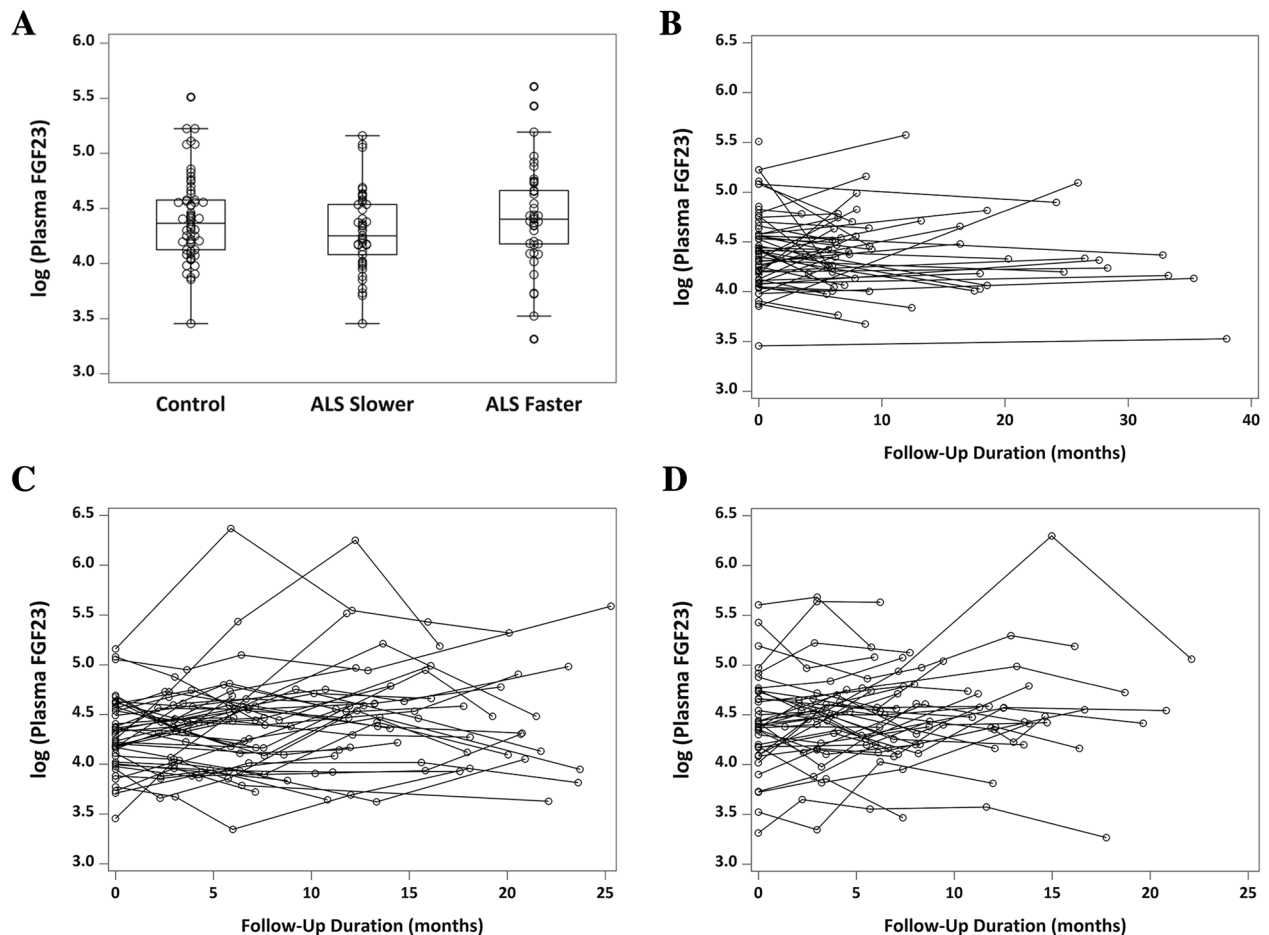 A
log (Plasma FGF23)
6.0
5.5
5.0
4.5
4.0
3.5
3.0
Control ALS Slower ALS Faster
B
log (Plasma FGF23)
6.5
6.0
5.5
5.0
4.5
4.0
3.5
3.0
0 10 20 30 40
Follow-Up Duration (months)
C
log (Plasma FGF23)
6.5
6.0
5.5
5.0
4.5
4.0
3.5
3.0
0 5 10 15 20 25
Follow-Up Duration (months)
D
log (Plasma FGF23)
6.5
6.0
5.5
5.0
4.5
4.0
3.5
3.0
0 5 10 15 20 25
Follow-Up Duration (months)